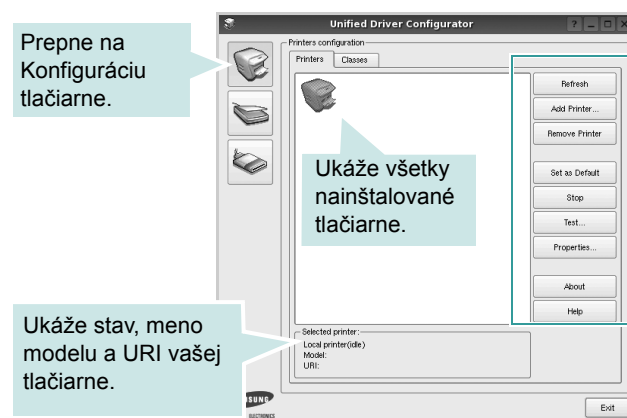 Unified Driver Configurator
Prepne na
Konfiguráciu
tlačiarne.
Printers configuration
Printers
Classes
Refresh
Add Printer...
Remove Printer
Set as Default
Stop
Test...
Properties...
About
Help
Ukáže všetky
nainštalované
tlačiarne.
Ukáže stav, meno
modelu a URI vašej
tlačiarne.
Selected printer:
Local printer(idle)
Model:
URI:
ELECTRONICS
Exit